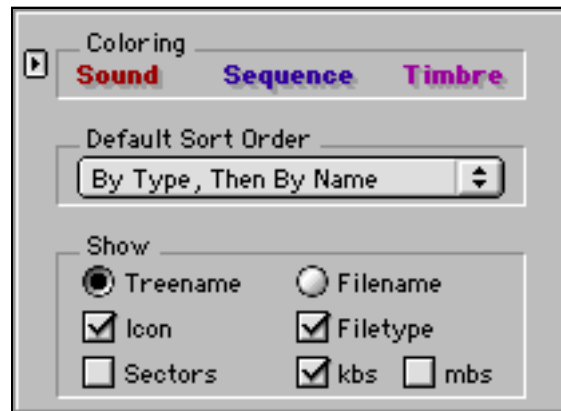 Coloring
Sound Sequence Timbre
Default Sort Order
By Type, Then By Name
Show
Treename Filename
Icon Filetype
Sectors kbs mbs